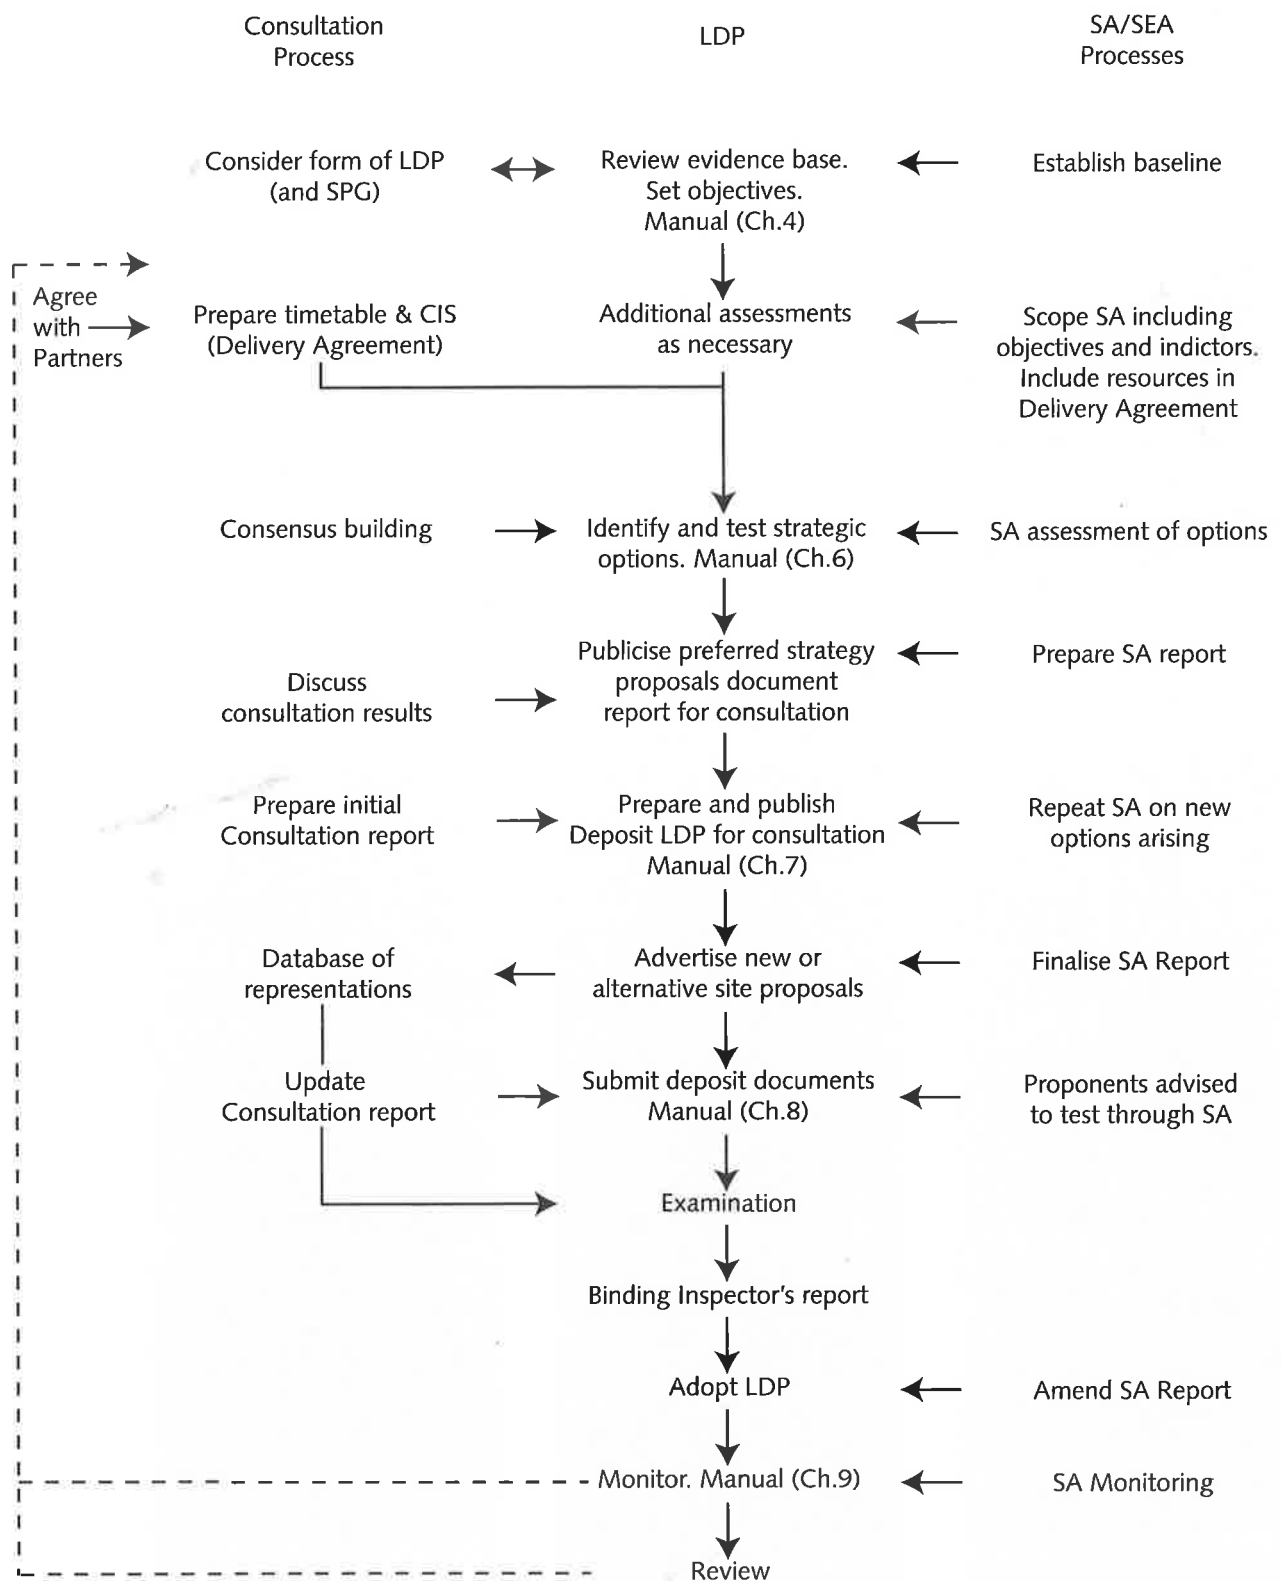 Consultation
Process
LDP
SA/SEA
Processes
Consider form of LDP
(and SPG)
Review evidence base.
Set objectives.
Manual (Ch.4)
Establish baseline
Agree
with
Partners
Prepare timetable & CIS
(Delivery Agreement)
Additional assessments
as necessary
Scope SA including
objectives and indictors.
Include resources in
Delivery Agreement
Consensus building
Identify and test strategic
options. Manual (Ch.6)
SA assessment of options
Discuss
consultation results
Publicise preferred strategy
proposals document
report for consultation
Prepare SA report
Prepare initial
Consultation report
Prepare and publish
Deposit LDP for consultation
Manual (Ch.7)
Repeat SA on new
options arising
Database of
representations
Advertise new or
alternative site proposals
Finalise SA Report
Update
Consultation report
Submit deposit documents
Manual (Ch.8)
Proponents advised
to test through SA
Examination
Binding Inspector's report
Adopt LDP
Amend SA Report
Monitor. Manual (Ch.9)
SA Monitoring
Review